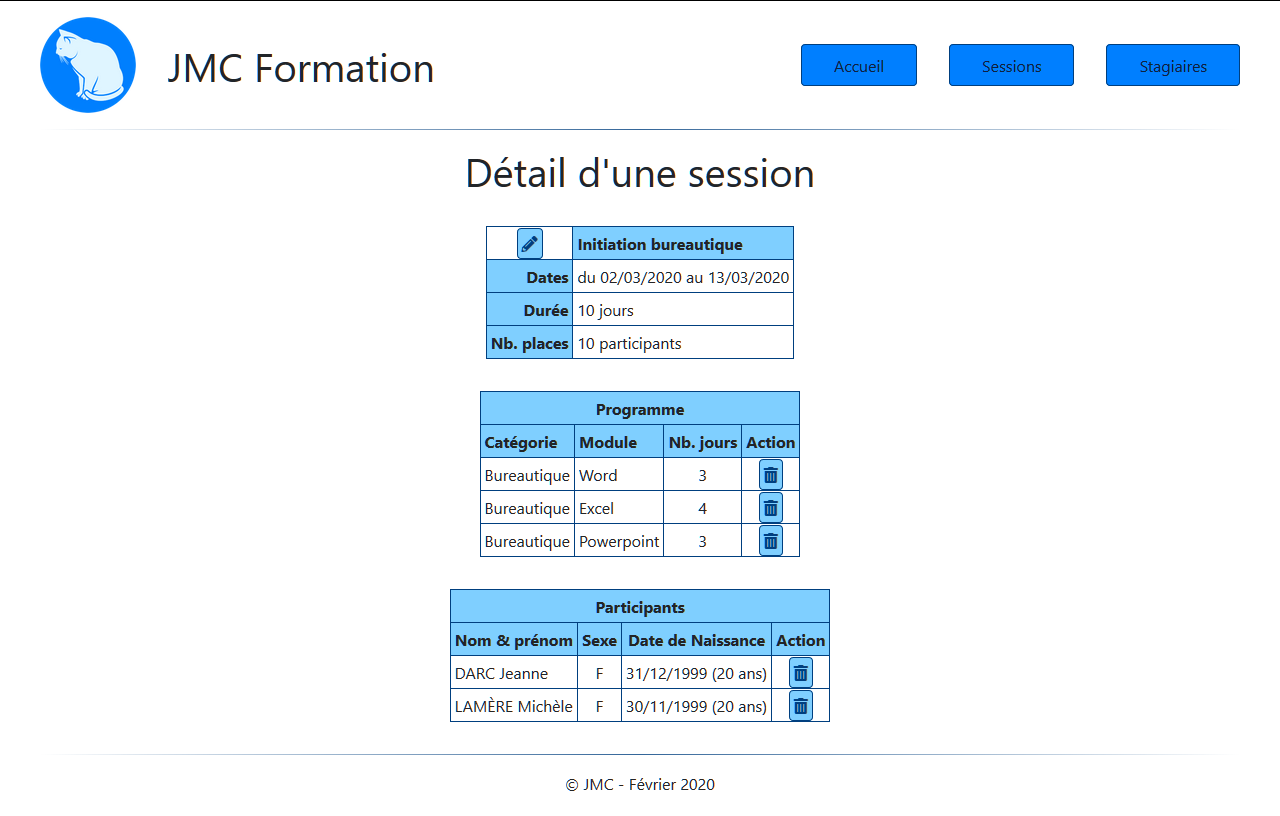 JMC Formation
Accueil Sessions Stagiaires
Détail d'une session
Initiation bureautique
Dates du 02/03/2020 au 13/03/2020
Durée 10 jours
Nb. places 10 participants
Programme
Catégorie Module Nb. jours Action
Bureautique Word 3
Bureautique Excel 4
Bureautique Powerpoint 3
Participants
Nom & prénom Sexe Date de Naissance Action
DARC Jeanne F 31/12/1999 (20 ans)
LAMÈRE Michèle F 30/11/1999 (20 ans)
© JMC - Février 2020